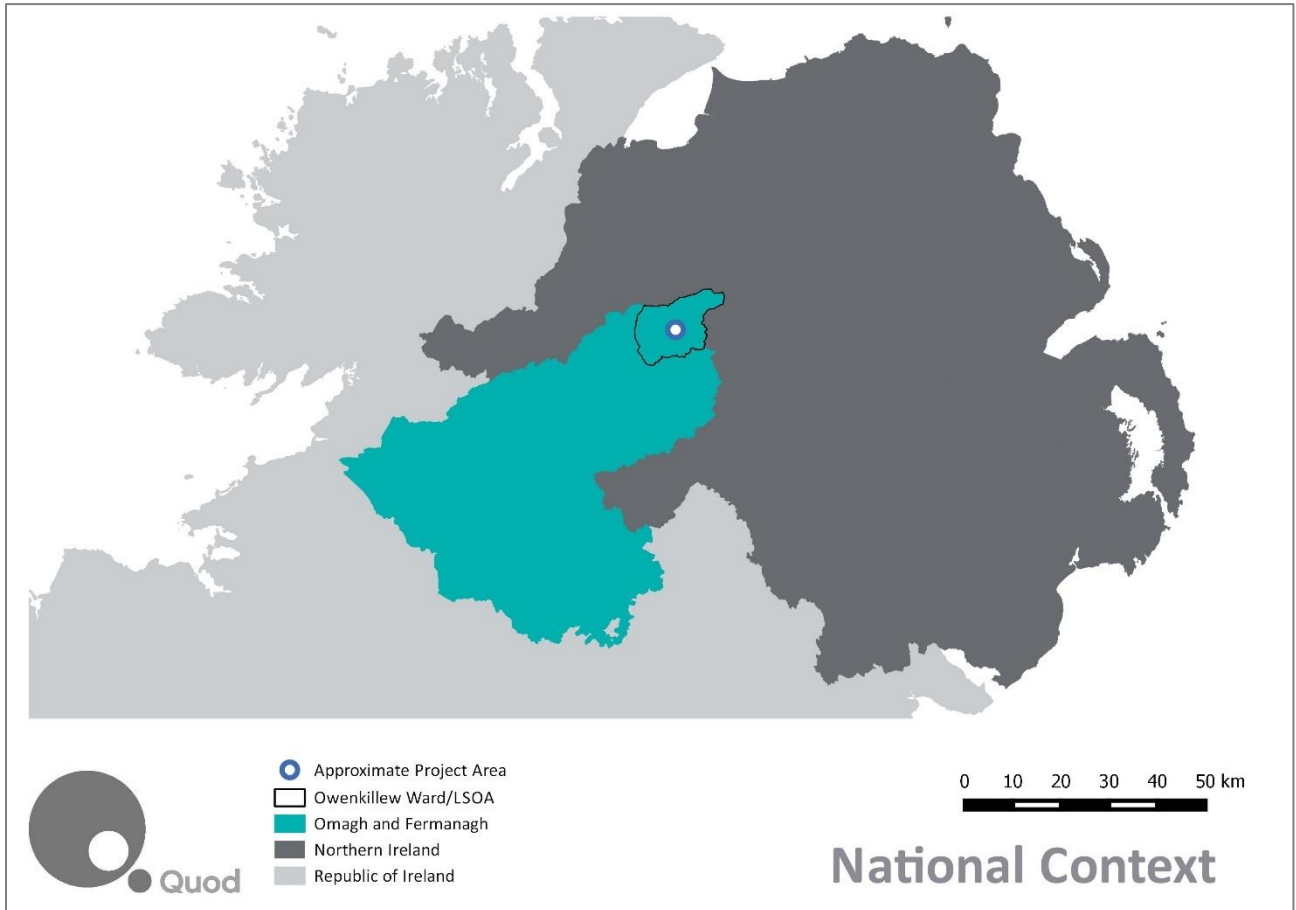 Approximate Project Area
Owenkillew Ward/LSOA
Omagh and Fermanagh
Northern Ireland
Republic of Ireland
Quod
0 10 20 30 40 50 km
National Context